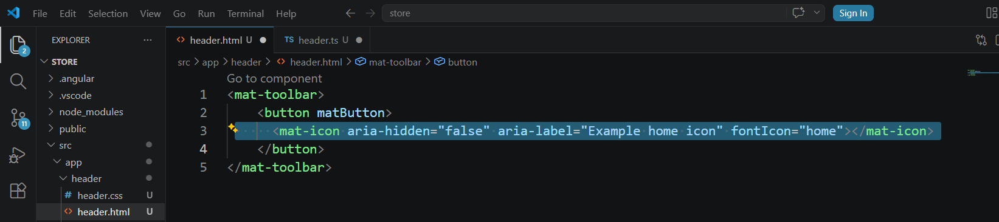 File Edit Selection View Go Run Terminal Help store Sign In
EXPLORER ··· <> header.html U ● TS header.ts U ●
2
STORE
src > app > header > <> header.html > mat-toolbar > button
.angular
Go to component
.vscode
1 <mat-toolbar>
node_modules
2 <button matButton>
11
public
3 <mat-icon aria-hidden="false" aria-label="Example home icon" fontIcon="home"></mat-icon>
src
4 </button>
app
5 </mat-toolbar>
header
# header.css U
<> header.html U